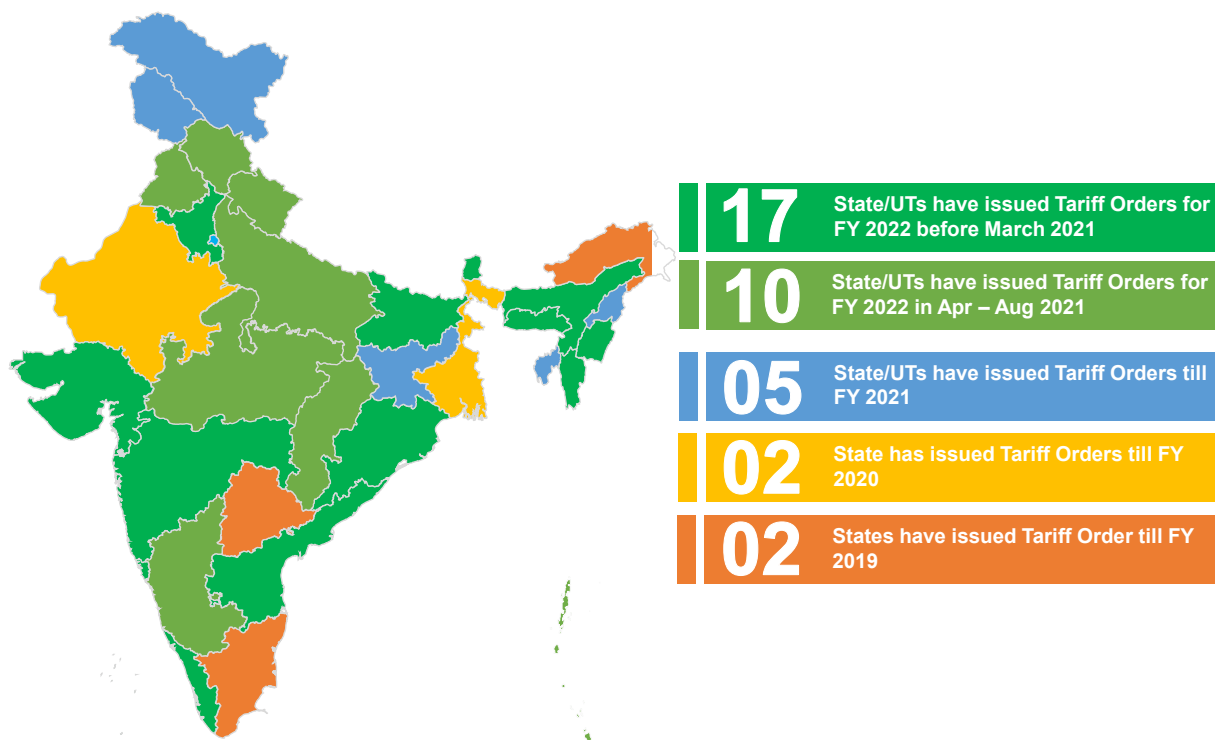 17
State/UTs have issued Tariff Orders for
FY 2022 before March 2021
10
State/UTs have issued Tariff Orders for
FY 2022 in Apr – Aug 2021
05
State/UTs have issued Tariff Orders till
FY 2021
02
State has issued Tariff Orders till FY
2020
02
States have issued Tariff Order till FY
2019